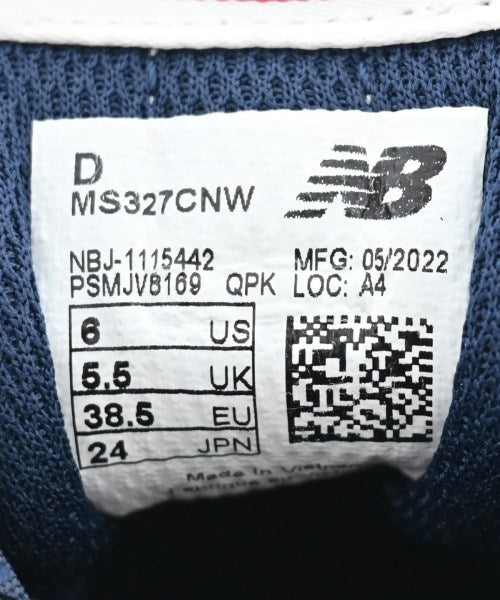 D
MS327CNW
NB
NBJ-1115442 MFG: 05/2022
PSMJV8169 QPK LOC: A4
6 US
5.5 UK
38.5 EU
24 JPN
Made in Vietnam